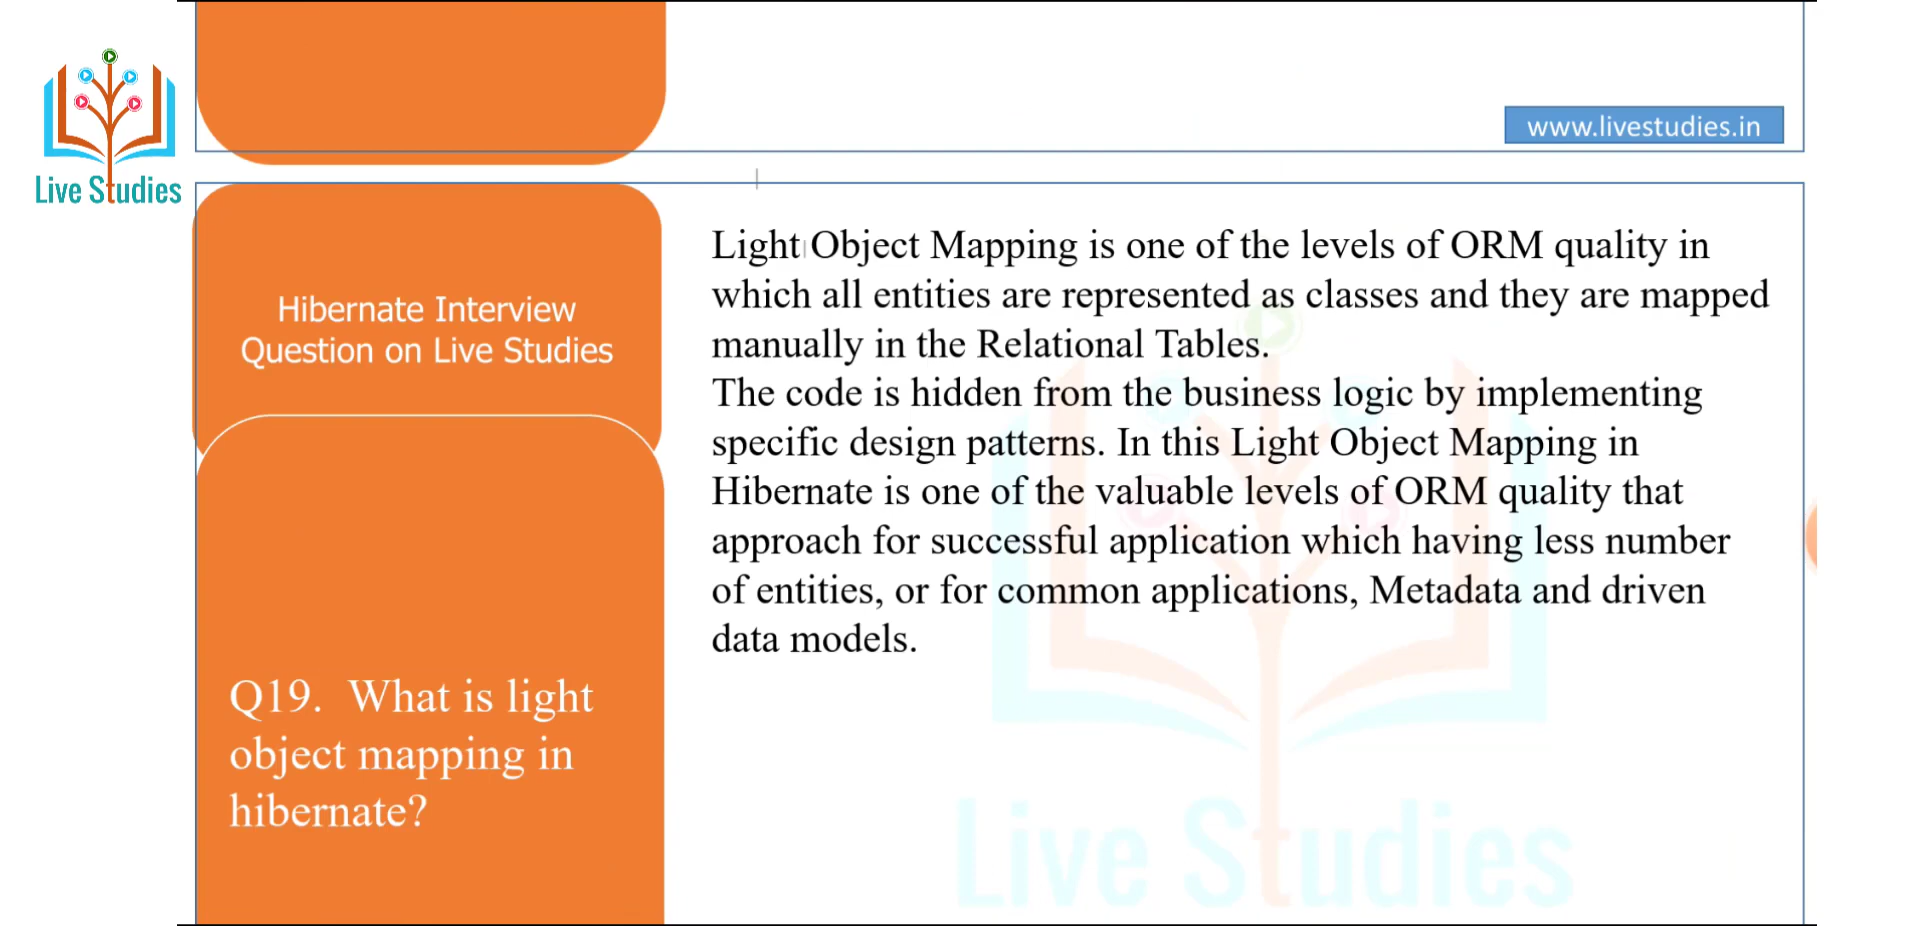 Live Studies
www.livestudies.in
Hibernate Interview
Question on Live Studies
Q19. What is light
object mapping in
hibernate?
Light Object Mapping is one of the levels of ORM quality in
which all entities are represented as classes and they are mapped
manually in the Relational Tables.
The code is hidden from the business logic by implementing
specific design patterns. In this Light Object Mapping in
Hibernate is one of the valuable levels of ORM quality that
approach for successful application which having less number
of entities, or for common applications, Metadata and driven
data models.
Live Studies